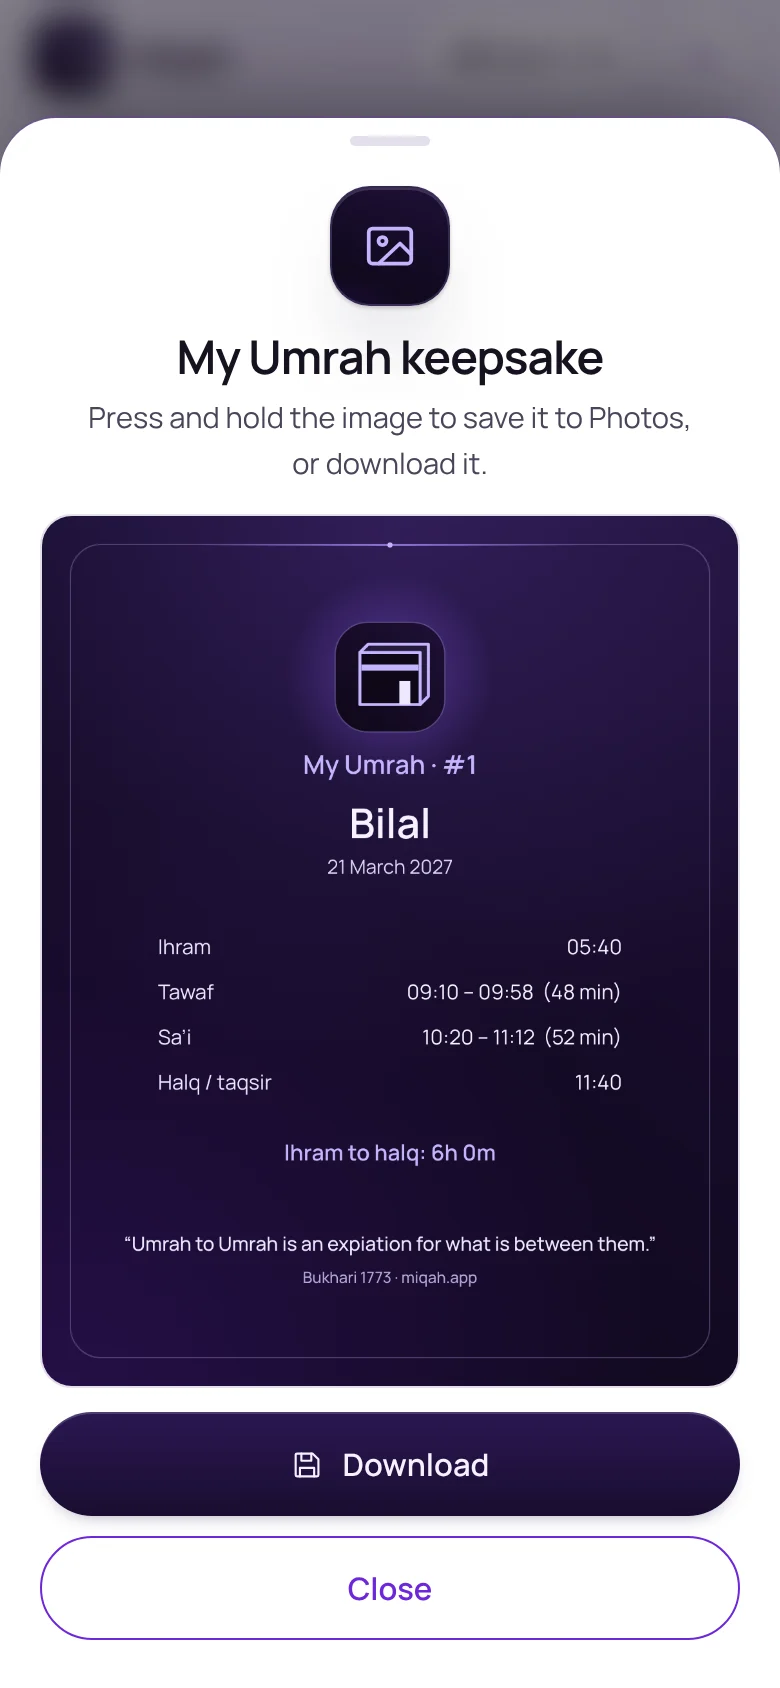 My Umrah keepsake
Press and hold the image to save it to Photos,
or download it.
My Umrah · #1
Bilal
21 March 2027
Ihram 05:40
Tawaf 09:10 – 09:58 (48 min)
Sa’i 10:20 – 11:12 (52 min)
Halq / taqsir 11:40
Ihram to halq: 6h 0m
“Umrah to Umrah is an expiation for what is between them.”
Bukhari 1773 · miqah.app
Download
Close